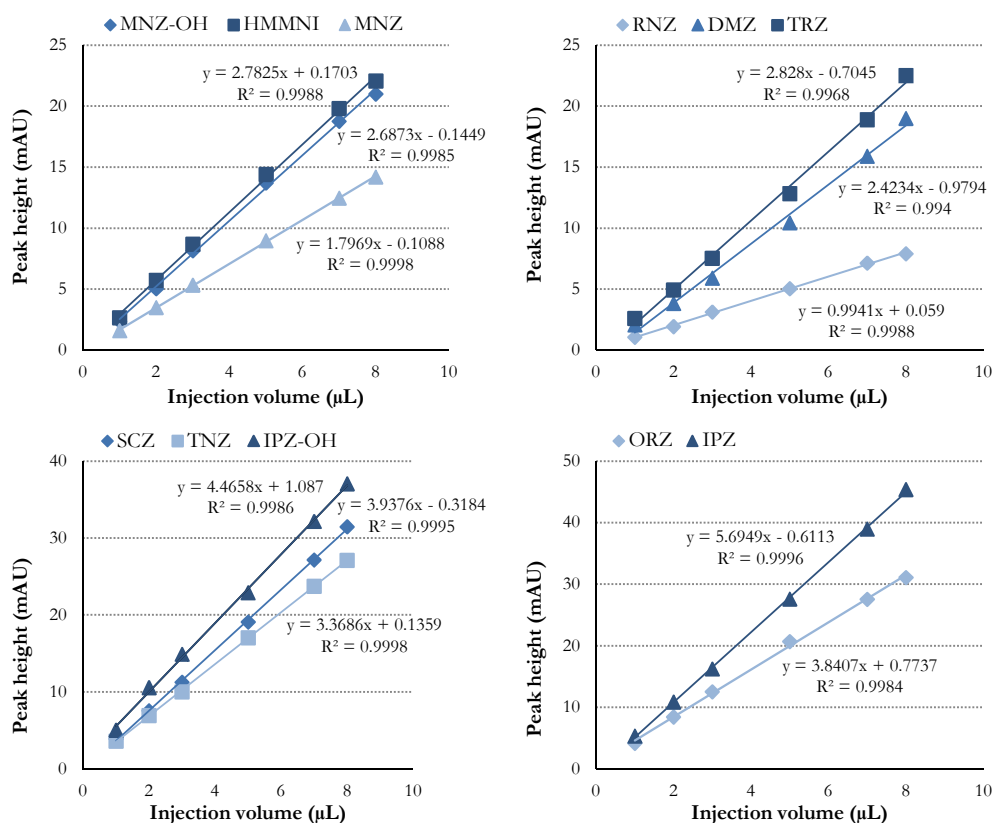 MNZ-OH HMMNI MNZ
25
20
15
10
5
0
0 2 4 6 8 10
Peak height (mAU)
Injection volume (µL)
y = 2.7825x + 0.1703
R² = 0.9988
y = 2.6873x - 0.1449
R² = 0.9985
y = 1.7969x - 0.1088
R² = 0.9998
RNZ DMZ TRZ
25
20
15
10
5
0
0 2 4 6 8 10
Peak height (mAU)
Injection volume (µL)
y = 2.828x - 0.7045
R² = 0.9968
y = 2.4234x - 0.9794
R² = 0.994
y = 0.9941x + 0.059
R² = 0.9988
SCZ TNZ IPZ-OH
40
30
20
10
0
0 2 4 6 8 10
Peak height (mAU)
Injection volume (µL)
y = 4.4658x + 1.087
R² = 0.9986
y = 3.9376x - 0.3184
R² = 0.9995
y = 3.3686x + 0.1359
R² = 0.9998
ORZ IPZ
50
40
30
20
10
0
0 2 4 6 8 10
Peak height (mAU)
Injection volume (µL)
y = 5.6949x - 0.6113
R² = 0.9996
y = 3.8407x + 0.7737
R² = 0.9984